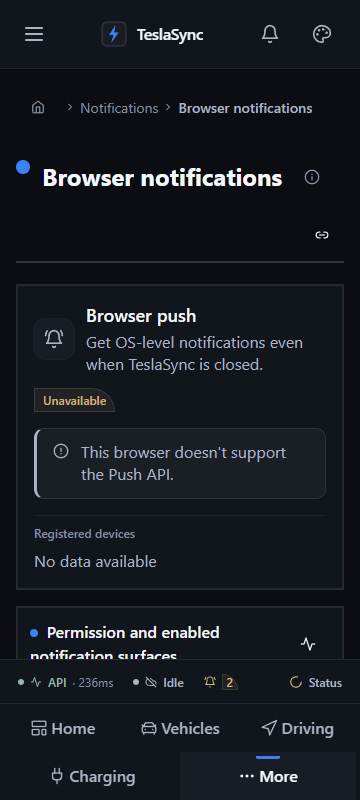 TeslaSync
Notifications
Browser notifications
Browser notifications
Browser push
Get OS-level notifications even
when TeslaSync is closed.
Unavailable
This browser doesn't support
the Push API.
Registered devices
No data available
Permission and enabled
notification surfaces
API · 236ms
Idle
2
Status
Home
Vehicles
Driving
Charging
More